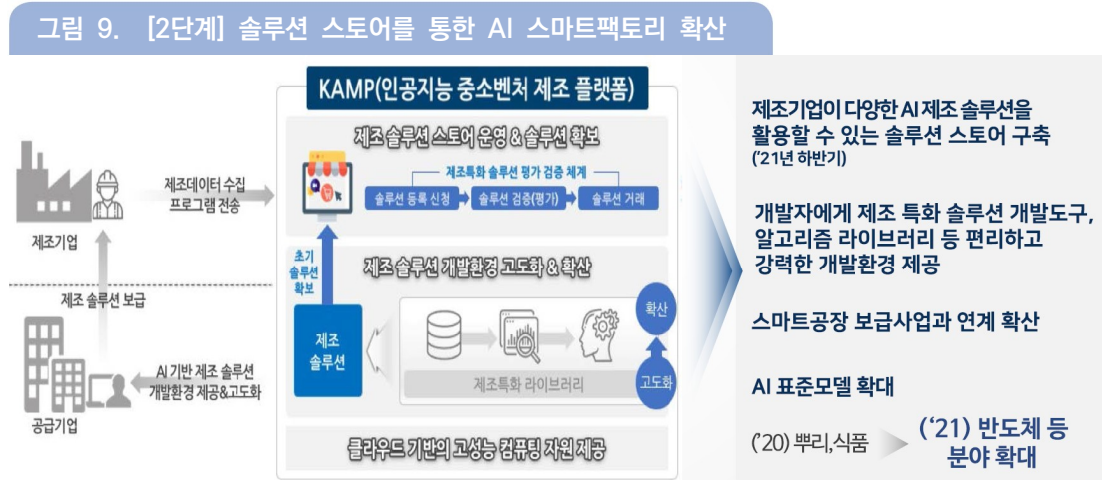 그림 9. [2단계] 솔루션 스토어를 통한 AI 스마트팩토리 확산
KAMP(인공지능 중소벤처 제조 플랫폼)
제조 솔루션 스토어 운영 & 솔루션 확보
제조특화 솔루션 평가 검증 체계
솔루션 등록 신청
솔루션 검증(평가)
솔루션 거래
제조데이터 수집
프로그램 전송
제조기업
초기
솔루션
확보
제조 솔루션 개발환경 고도화 & 확산
제조 솔루션 보급
제조
솔루션
확산
제조특화 라이브러리
고도화
AI 기반 제조 솔루션
개발환경 제공&고도화
공급기업
클라우드 기반의 고성능 컴퓨팅 자원 제공
제조기업이 다양한 AI 제조 솔루션을
활용할 수 있는 솔루션 스토어 구축
('21년 하반기)
개발자에게 제조 특화 솔루션 개발도구,
알고리즘 라이브러리 등 편리하고
강력한 개발환경 제공
스마트공장 보급사업과 연계 확산
AI 표준모델 확대
('20) 뿌리,식품
('21) 반도체 등
분야 확대